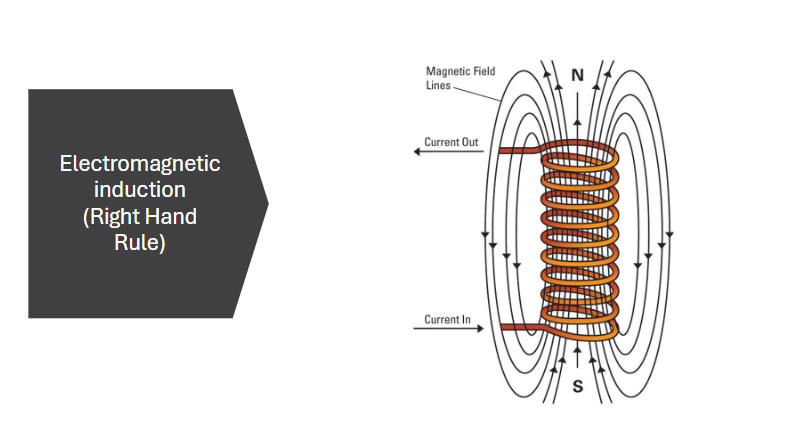 Electromagnetic
induction
(Right Hand
Rule)
Magnetic Field
Lines
N
Current Out
Current In
S